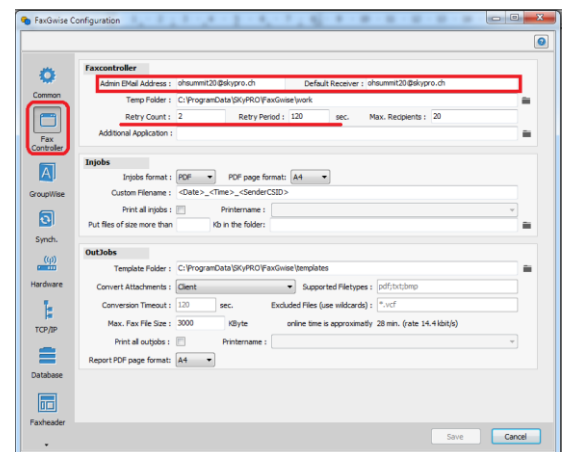 FaxGwise Configuration
Common
Fax
Controller
GroupWise
Synch.
Hardware
TCP/IP
Database
Faxheader
Faxcontroller
Admin EMail Address : ohsummit20@skypro.ch Default Receiver : ohsummit20@skypro.ch
Temp Folder : C:\ProgramData\SKyPRO\FaxGwise\work
Retry Count : 2 Retry Period : 120 sec. Max. Recipients : 20
Additional Application :
Injobs
Injobs format : PDF PDF page format: A4
Custom Filename : <Date>_<Time>_<SenderCSID>
Print all injobs : Printername :
Put files of size more than Kb in the folder:
OutJobs
Template Folder : C:\ProgramData\SKyPRO\FaxGwise\templates
Convert Attachments : Client Supported Filetypes : pdf;txt;bmp
Conversion Timeout : 120 sec. Excluded Files (use wildcards) : *.vcf
Max. Fax File Size : 3000 KByte online time is approximatly 28 min. (rate 14.4 kbit/s)
Print all outjobs : Printername :
Report PDF page format: A4
Save Cancel